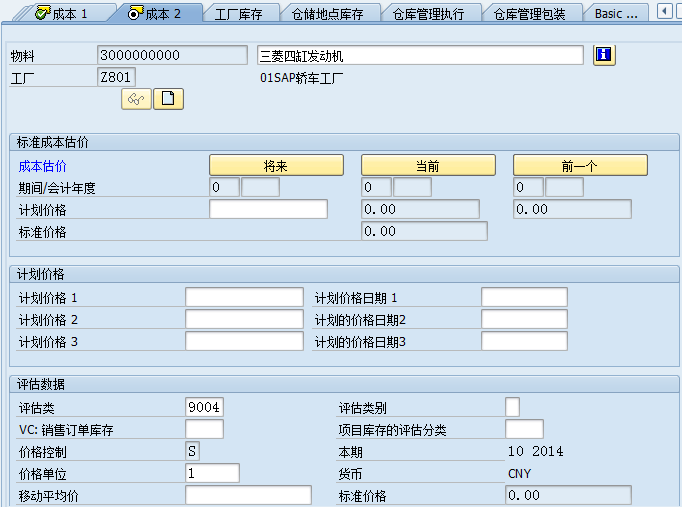 成本 1 成本 2 工厂库存 仓储地点库存 仓库管理执行 仓库管理包装 Basic ...
物料 3000000000 三菱四缸发动机
工厂 Z801 01SAP轿车工厂
标准成本估价
成本估价 将来 当前 前一个
期间/会计年度 0 0 0
计划价格 0.00 0.00
标准价格 0.00
计划价格
计划价格 1 计划价格日期 1
计划价格 2 计划的价格日期2
计划价格 3 计划的价格日期3
评估数据
评估类 9004 评估类别
VC: 销售订单库存 项目库存的评估分类
价格控制 S 本期 10 2014
价格单位 1 货币 CNY
移动平均价 标准价格 0.00